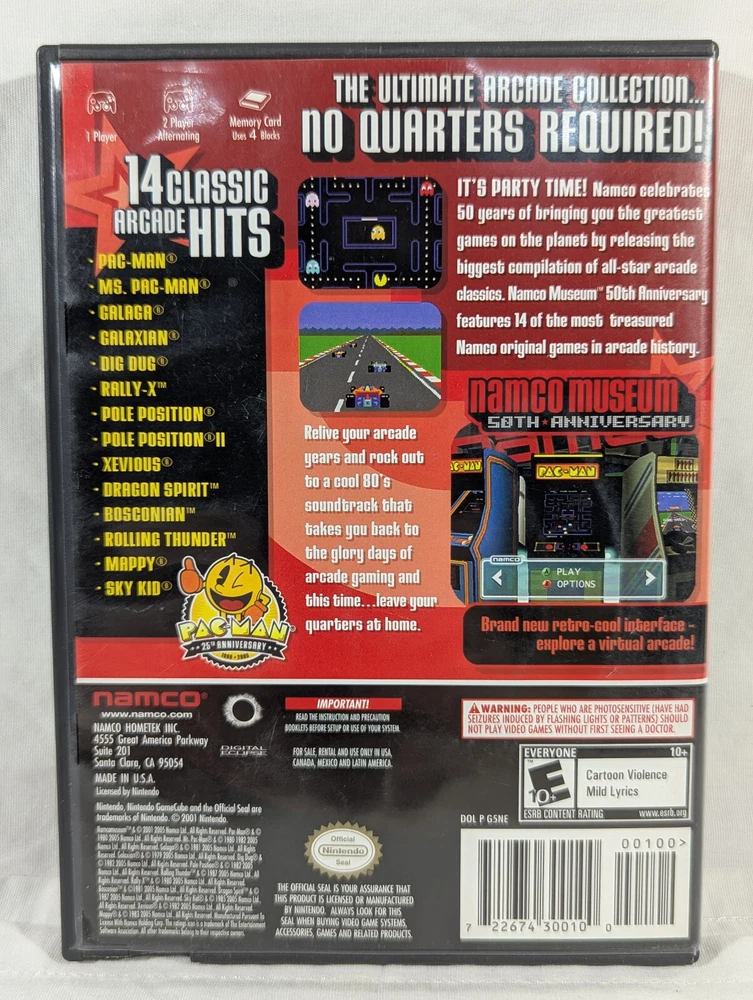 1 Player
2 Player
Alternating
Memory Card
Uses 4 Blocks
THE ULTIMATE ARCADE COLLECTION...
NO QUARTERS REQUIRED!
14 CLASSIC
ARCADE HITS
• PAC-MAN®
• MS. PAC-MAN®
• GALAGA®
• GALAXIAN®
• DIG DUG®
• RALLY-X™
• POLE POSITION®
• POLE POSITION® II
• XEVIOUS®
• DRAGON SPIRIT™
• BOSCONIAN™
• ROLLING THUNDER™
• MAPPY®
• SKY KID®
PAC-MAN
25TH ANNIVERSARY
1980 • 2005
IT'S PARTY TIME! Namco celebrates
50 years of bringing you the greatest
games on the planet by releasing the
biggest compilation of all-star arcade
classics. Namco Museum™ 50th Anniversary
features 14 of the most treasured
Namco original games in arcade history.
Relive your arcade
years and rock out
to a cool 80's
soundtrack that
takes you back to
the glory days of
arcade gaming and
this time...leave your
quarters at home.
NAMCO MUSEUM
50TH ★ ANNIVERSARY
PAC-MAN
namco
PLAY
OPTIONS
Brand new retro-cool interface -
explore a virtual arcade!
namco®
www.namco.com
NAMCO HOMETEK INC.
4555 Great America Parkway
Suite 201
Santa Clara, CA 95054
MADE IN U.S.A.
Licensed by Nintendo
Nintendo, Nintendo GameCube and the Official Seal are
trademarks of Nintendo. © 2001 Nintendo.
DIGITAL
ECLIPSE
IMPORTANT!
READ THE INSTRUCTION AND PRECAUTION
BOOKLETS BEFORE SETUP OR USE OF YOUR SYSTEM.
FOR SALE, RENTAL AND USE ONLY IN USA,
CANADA, MEXICO AND LATIN AMERICA.
Official
Nintendo
Seal
THE OFFICIAL SEAL IS YOUR ASSURANCE THAT
THIS PRODUCT IS LICENSED OR MANUFACTURED
BY NINTENDO. ALWAYS LOOK FOR THIS
SEAL WHEN BUYING VIDEO GAME SYSTEMS,
ACCESSORIES, GAMES AND RELATED PRODUCTS.
WARNING: PEOPLE WHO ARE PHOTOSENSITIVE (HAVE HAD
SEIZURES INDUCED BY FLASHING LIGHTS OR PATTERNS) SHOULD
NOT PLAY VIDEO GAMES WITHOUT FIRST SEEING A DOCTOR.
EVERYONE 10+
E 10+
Cartoon Violence
Mild Lyrics
ESRB CONTENT RATING www.esrb.org
DOL P G5NE
00100>
7 22674 30010 0